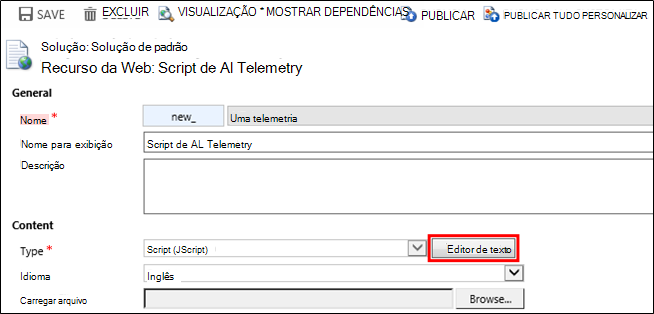 SAVE EXCLUIR VISUALIZAÇÃO * MOSTRAR DEPENDÊNCIAS PUBLICAR PUBLICAR TUDO PERSONALIZAR
Solução: Solução de padrão
Recurso da Web: Script de AI Telemetry
General
Nome * new_ Uma telemetria
Nome para exibição Script de AL Telemetry
Descrição
Content
Type * Script (JScript) Editor de texto
Idioma Inglês
Carregar arquivo Browse...